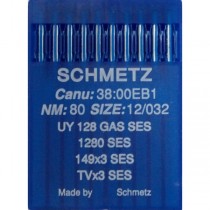 SCHMETZ
Canu: 38:00EB1
NM: 80 SIZE: 12/032
UY 128 GAS SES
1280 SES
149x3 SES
TVx3 SES
Made by Schmetz